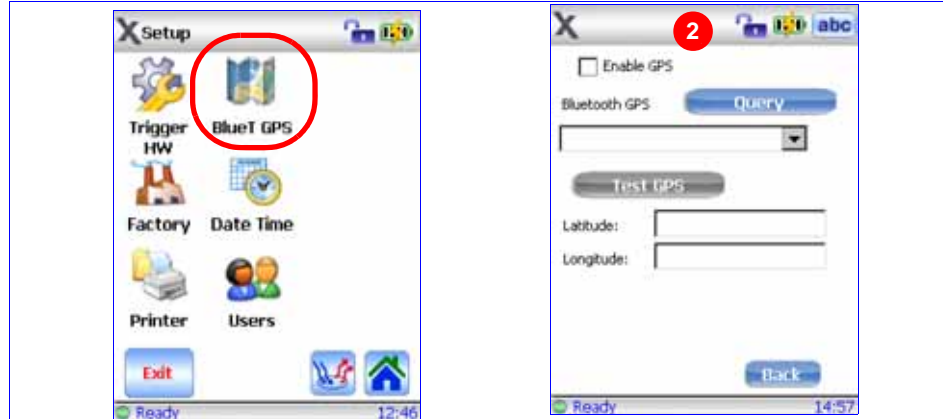 X Setup
Trigger HW
BlueT GPS
Factory
Date Time
Printer
Users
Exit
Ready
12:46
X
2
abc
Enable GPS
Bluetooth GPS
Query
Test GPS
Latitude:
Longitude:
Back
Ready
14:57